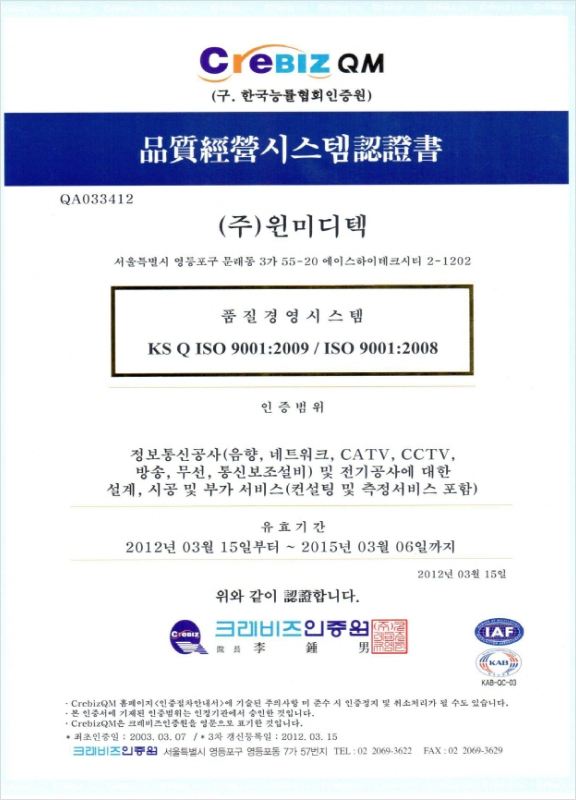 CreBIZ QM
(구. 한국능률협회인증원)
品質經營시스템認證書
QA033412
(주)윈미디텍
서울특별시 영등포구 문래동 3가 55-20 에이스하이테크시티 2-1202
품질경영시스템
KS Q ISO 9001:2009 / ISO 9001:2008
인증범위
정보통신공사(음향, 네트워크, CATV, CCTV,
방송, 무선, 통신보조설비) 및 전기공사에 대한
설계, 시공 및 부가 서비스(컨설팅 및 측정서비스 포함)
유효기간
2012년 03월 15일부터 ~ 2015년 03월 06일까지
2012년 03월 15일
위와 같이 認證합니다.
CreBIZ 크레비즈인증원
院長 李鍾男
IAF
KAB
KAB-QC-03
· CrebizQM 홈페이지<인증절차안내서>에 기술된 주의사항 미 준수 시 인증정지 및 취소처리가 될 수도 있습니다.
· 본 인증서에 기재된 인증범위는 인정기관에서 승인한 것입니다.
· CrebizQM은 크레비즈인증원을 영문으로 표기한 것입니다.
* 최초인증일 : 2003. 03. 07 / * 3차 갱신등록일 : 2012. 03. 15
크레비즈인증원 서울특별시 영등포구 영등포동 7가 57번지 TEL : 02 2069-3622 FAX : 02 2069-3629